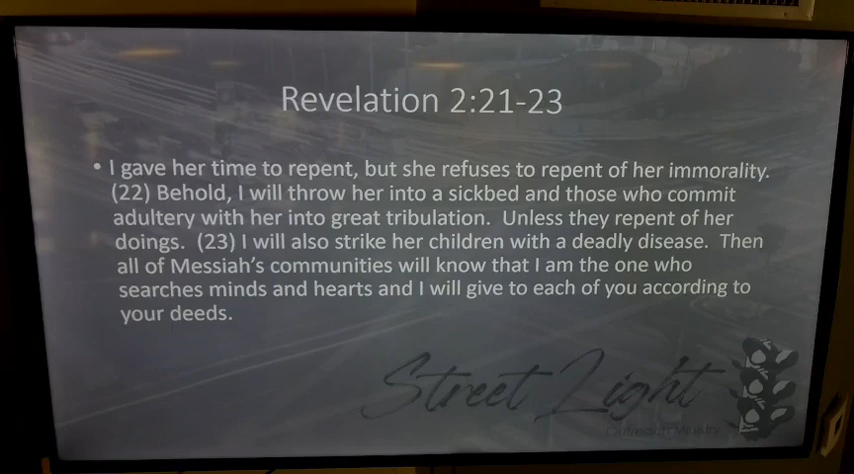 Revelation 2:21-23
• I gave her time to repent, but she refuses to repent of her immorality.
(22) Behold, I will throw her into a sickbed and those who commit
adultery with her into great tribulation.  Unless they repent of her
doings.  (23) I will also strike her children with a deadly disease.  Then
all of Messiah's communities will know that I am the one who
searches minds and hearts and I will give to each of you according to
your deeds.
Street Light
Outreach Ministry